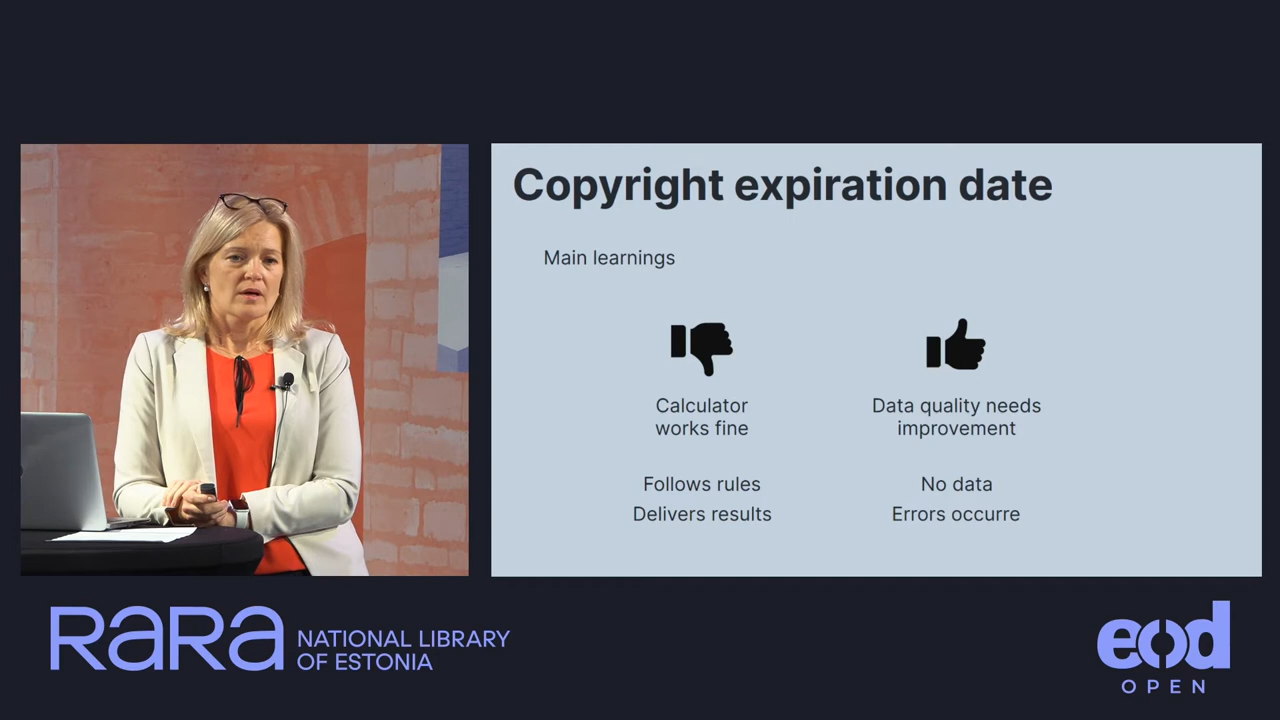 Copyright expiration date
Main learnings
Calculator
works fine
Data quality needs
improvement
Follows rules
Delivers results
No data
Errors occurre
RaRa NATIONAL LIBRARY
OF ESTONIA
eod
OPEN